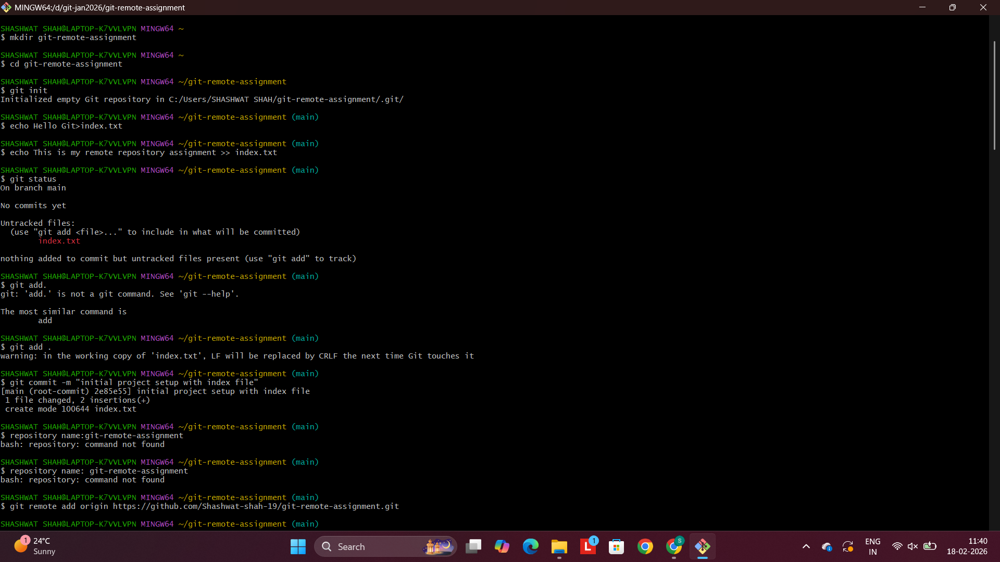 MINGW64:/d/git-jan2026/git-remote-assignment
SHASHWAT SHAH@LAPTOP-K7VVLVPN MINGW64 ~
$ mkdir git-remote-assignment
SHASHWAT SHAH@LAPTOP-K7VVLVPN MINGW64 ~
$ cd git-remote-assignment
SHASHWAT SHAH@LAPTOP-K7VVLVPN MINGW64 ~/git-remote-assignment
$ git init
Initialized empty Git repository in C:/Users/SHASHWAT SHAH/git-remote-assignment/.git/
SHASHWAT SHAH@LAPTOP-K7VVLVPN MINGW64 ~/git-remote-assignment (main)
$ echo Hello Git>index.txt
SHASHWAT SHAH@LAPTOP-K7VVLVPN MINGW64 ~/git-remote-assignment (main)
$ echo This is my remote repository assignment >> index.txt
SHASHWAT SHAH@LAPTOP-K7VVLVPN MINGW64 ~/git-remote-assignment (main)
$ git status
On branch main
No commits yet
Untracked files:
  (use "git add <file>..." to include in what will be committed)
        index.txt
nothing added to commit but untracked files present (use "git add" to track)
SHASHWAT SHAH@LAPTOP-K7VVLVPN MINGW64 ~/git-remote-assignment (main)
$ git add.
git: 'add.' is not a git command. See 'git --help'.
The most similar command is
        add
SHASHWAT SHAH@LAPTOP-K7VVLVPN MINGW64 ~/git-remote-assignment (main)
$ git add .
warning: in the working copy of 'index.txt', LF will be replaced by CRLF the next time Git touches it
SHASHWAT SHAH@LAPTOP-K7VVLVPN MINGW64 ~/git-remote-assignment (main)
$ git commit -m "initial project setup with index file"
[main (root-commit) 2e85e55] initial project setup with index file
 1 file changed, 2 insertions(+)
 create mode 100644 index.txt
SHASHWAT SHAH@LAPTOP-K7VVLVPN MINGW64 ~/git-remote-assignment (main)
$ repository name:git-remote-assignment
bash: repository: command not found
SHASHWAT SHAH@LAPTOP-K7VVLVPN MINGW64 ~/git-remote-assignment (main)
$ repository name: git-remote-assignment
bash: repository: command not found
SHASHWAT SHAH@LAPTOP-K7VVLVPN MINGW64 ~/git-remote-assignment (main)
$ git remote add origin https://github.com/Shashwat-shah-19/git-remote-assignment.git
SHASHWAT SHAH@LAPTOP-K7VVLVPN MINGW64 ~/git-remote-assignment (main)
1
24°C
Sunny
Search
L
1
S
ENG
IN
11:40
18-02-2026